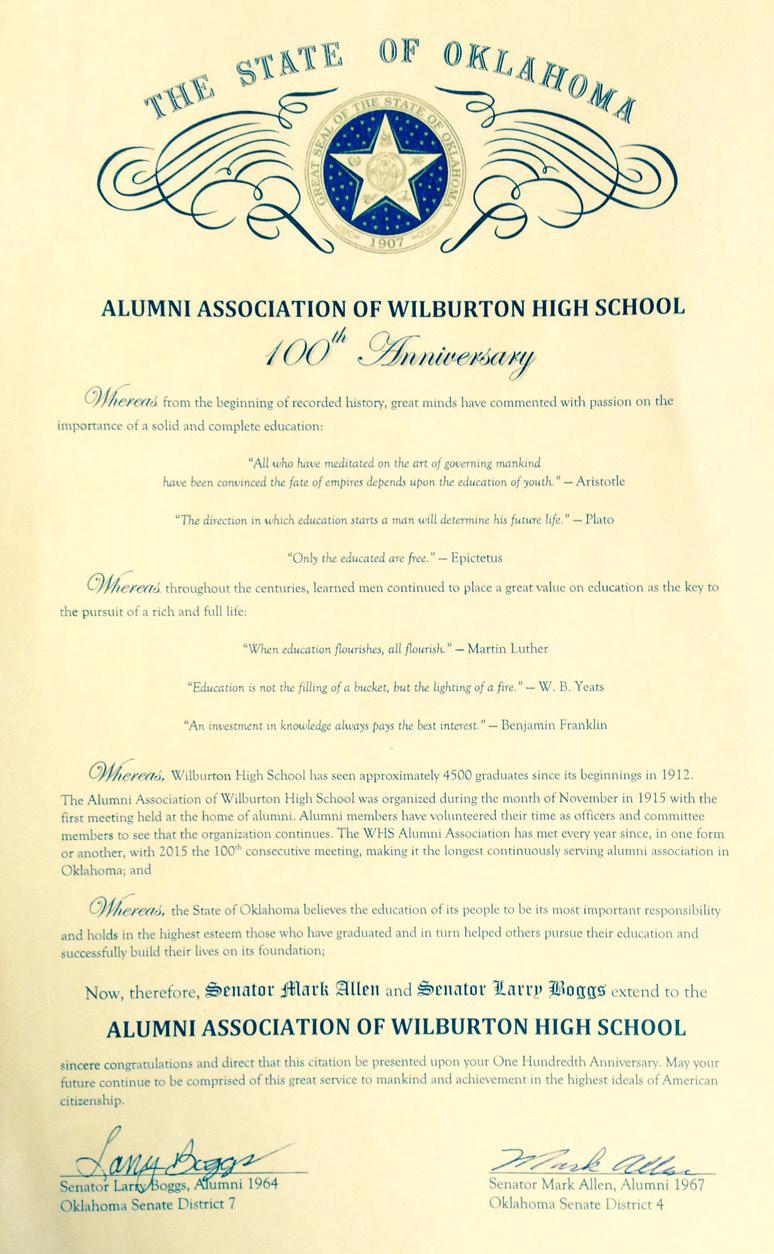 THE STATE OF OKLAHOMA
GREAT SEAL OF THE STATE OF OKLAHOMA
1907
ALUMNI ASSOCIATION OF WILBURTON HIGH SCHOOL
100th Anniversary
Whereas, from the beginning of recorded history, great minds have commented with passion on the
importance of a solid and complete education:
“All who have meditated on the art of governing mankind
have been convinced the fate of empires depends upon the education of youth.” — Aristotle
“The direction in which education starts a man will determine his future life.” — Plato
“Only the educated are free.” — Epictetus
Whereas, throughout the centuries, learned men continued to place a great value on education as the key to
the pursuit of a rich and full life:
“When education flourishes, all flourish.” — Martin Luther
“Education is not the filling of a bucket, but the lighting of a fire.” — W. B. Yeats
“An investment in knowledge always pays the best interest.” — Benjamin Franklin
Whereas, Wilburton High School has seen approximately 4500 graduates since its beginnings in 1912.
The Alumni Association of Wilburton High School was organized during the month of November in 1915 with the
first meeting held at the home of alumni. Alumni members have volunteered their time as officers and committee
members to see that the organization continues. The WHS Alumni Association has met every year since, in one form
or another, with 2015 the 100th consecutive meeting, making it the longest continuously serving alumni association in
Oklahoma; and
Whereas, the State of Oklahoma believes the education of its people to be its most important responsibility
and holds in the highest esteem those who have graduated and in turn helped others pursue their education and
successfully build their lives on its foundation;
Now, therefore, Senator Mark Allen and Senator Larry Boggs extend to the
ALUMNI ASSOCIATION OF WILBURTON HIGH SCHOOL
sincere congratulations and direct that this citation be presented upon your One Hundredth Anniversary. May your
future continue to be comprised of this great service to mankind and achievement in the highest ideals of American
citizenship.
Larry Boggs
Senator Larry Boggs, Alumni 1964
Oklahoma Senate District 7
Mark Allen
Senator Mark Allen, Alumni 1967
Oklahoma Senate District 4